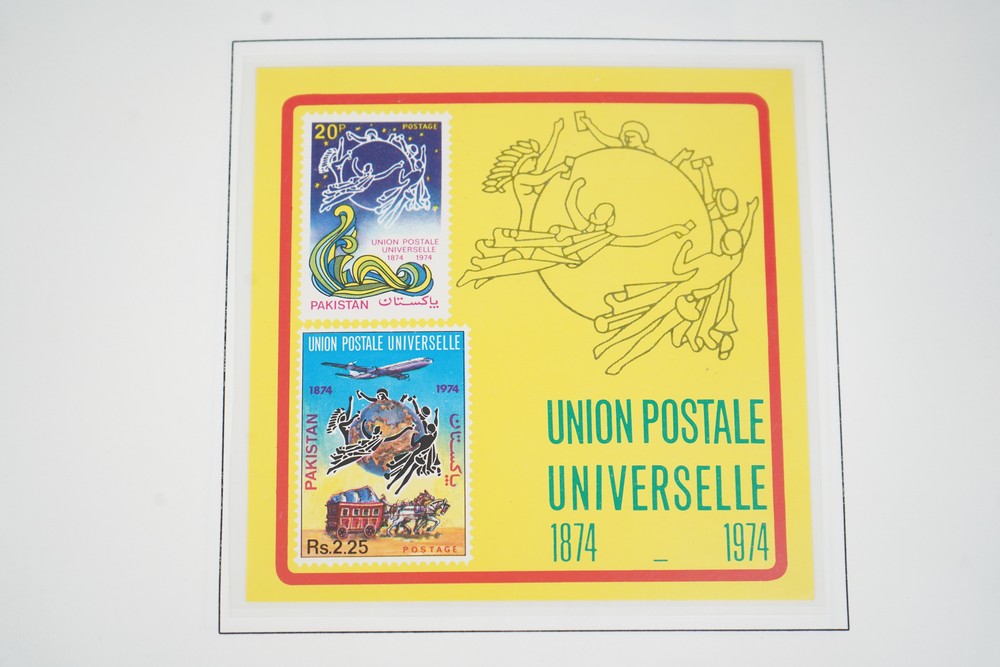 20P POSTAGE
UNION POSTALE
UNIVERSELLE
1874 1974
PAKISTAN پاکستان
UNION POSTALE UNIVERSELLE
1874 1974
PAKISTAN
پاکستان
Rs.2.25 POSTAGE
UNION POSTALE
UNIVERSELLE
1874 _ 1974